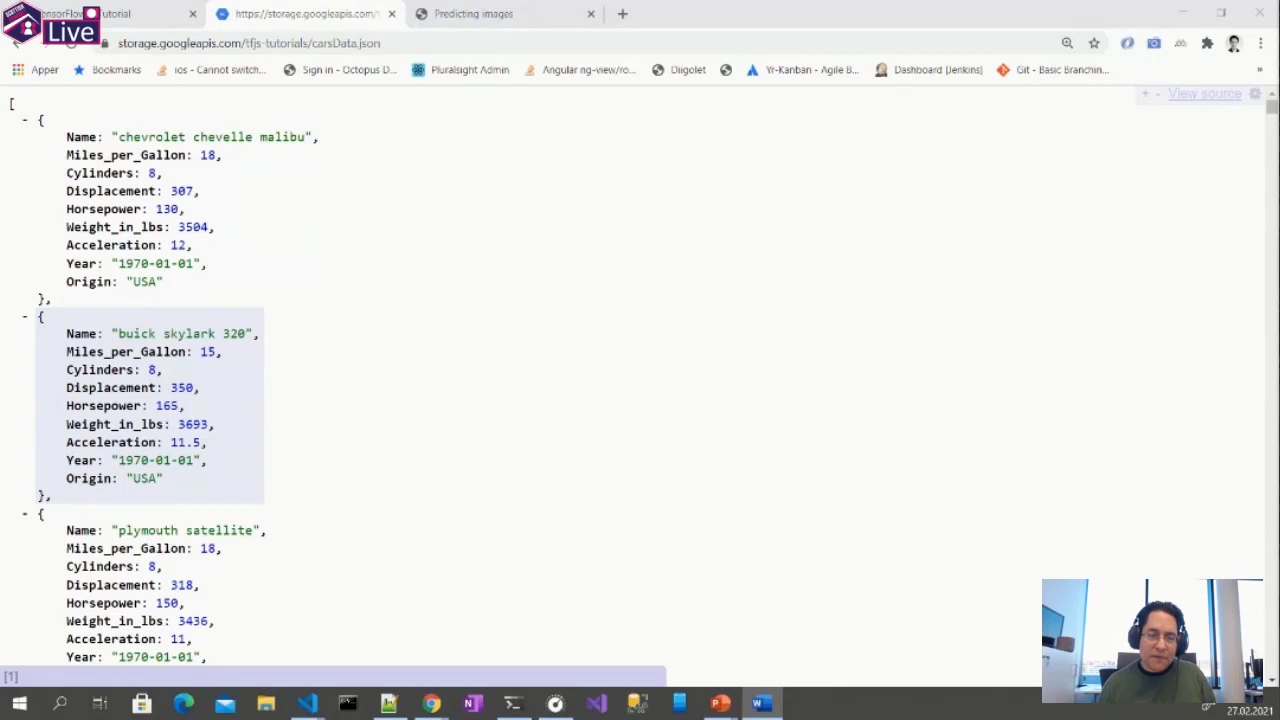 Live
TensorFlow Tutorial
https://storage.googleapis.com/t
Predicting images
storage.googleapis.com/tfjs-tutorials/carsData.json
Apper
Bookmarks
ios - Cannot switch...
Sign in - Octopus D...
Pluralsight Admin
Angular ng-view/ro...
Diigolet
Yr-Kanban - Agile B...
Dashboard [Jenkins]
Git - Basic Branchin...
»
+ - View source
[
- {
Name: "chevrolet chevelle malibu",
Miles_per_Gallon: 18,
Cylinders: 8,
Displacement: 307,
Horsepower: 130,
Weight_in_lbs: 3504,
Acceleration: 12,
Year: "1970-01-01",
Origin: "USA"
},
- {
Name: "buick skylark 320",
Miles_per_Gallon: 15,
Cylinders: 8,
Displacement: 350,
Horsepower: 165,
Weight_in_lbs: 3693,
Acceleration: 11.5,
Year: "1970-01-01",
Origin: "USA"
},
- {
Name: "plymouth satellite",
Miles_per_Gallon: 18,
Cylinders: 8,
Displacement: 318,
Horsepower: 150,
Weight_in_lbs: 3436,
Acceleration: 11,
Year: "1970-01-01",
[1]
27.02.2021